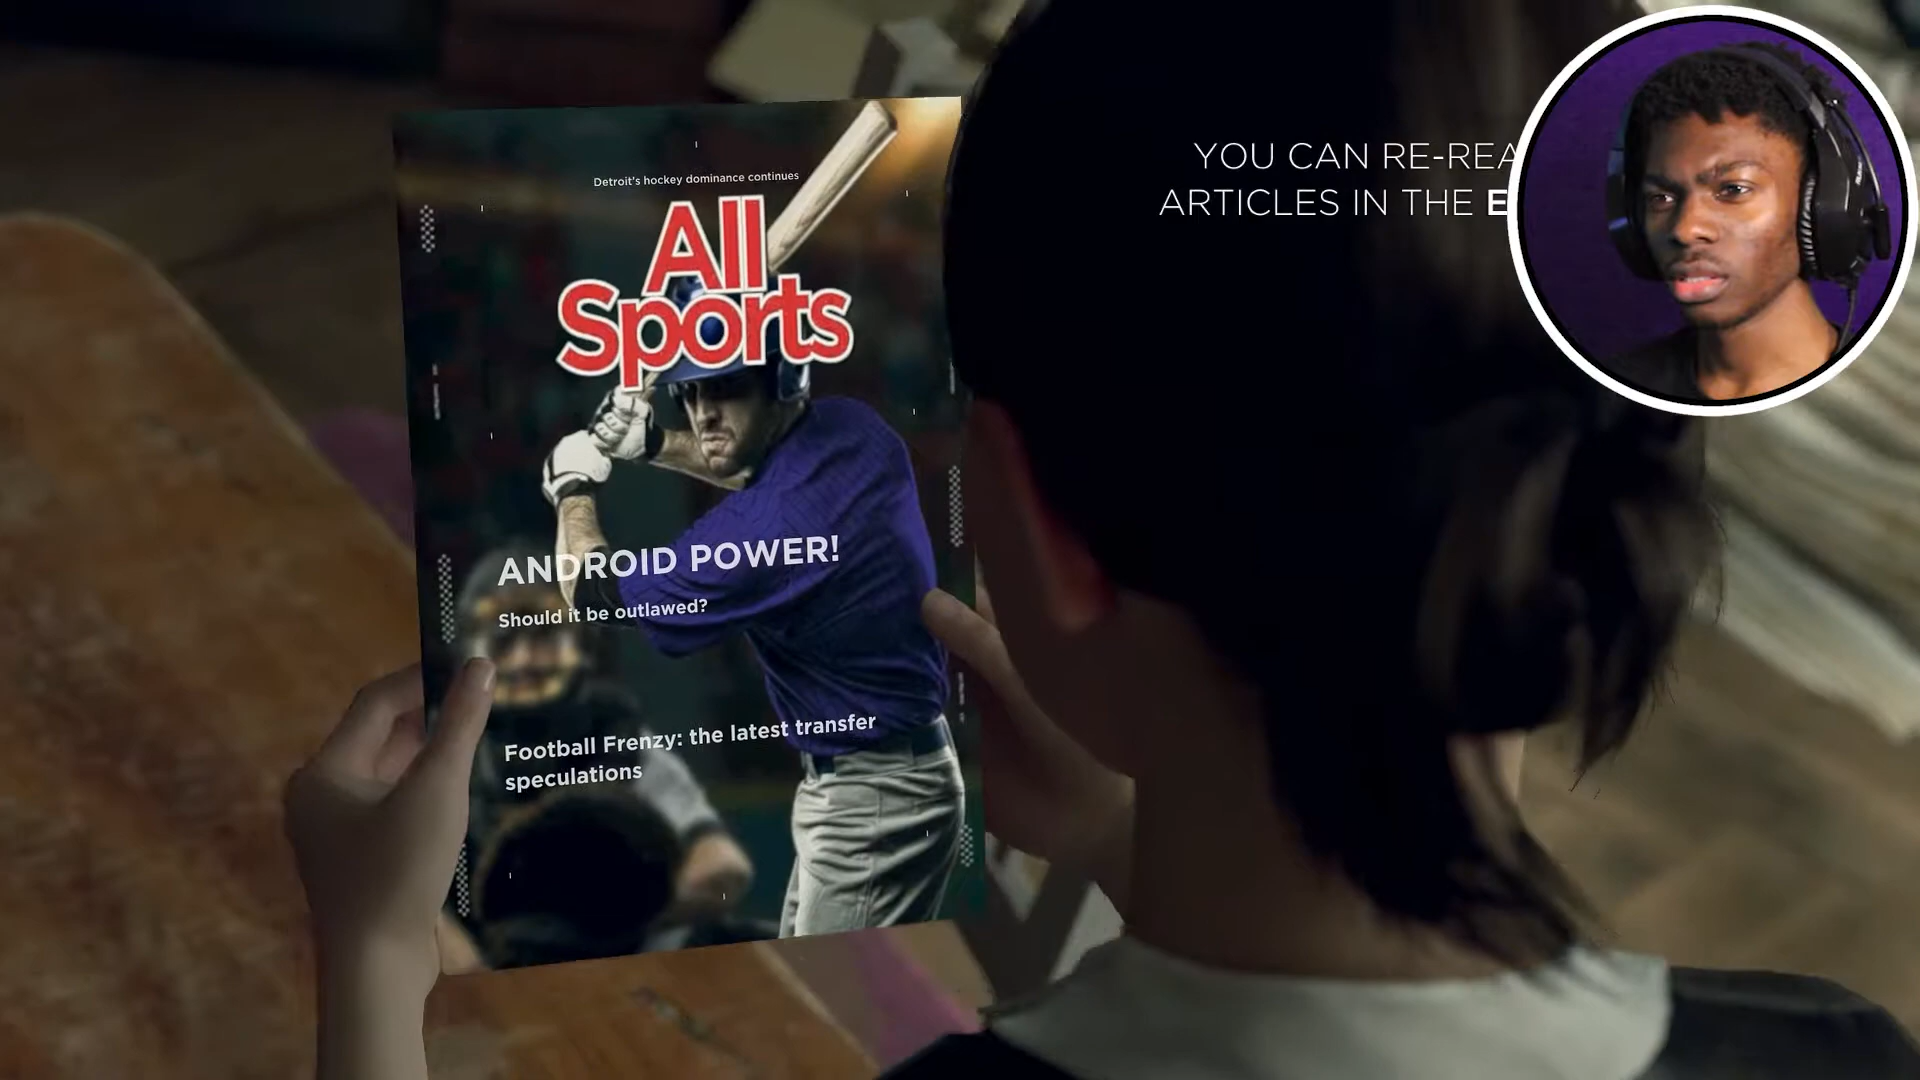 Detroit's hockey dominance continues
All
Sports
ANDROID POWER!
Should it be outlawed?
Football Frenzy: the latest transfer
speculations
YOU CAN RE-REA
ARTICLES IN THE E